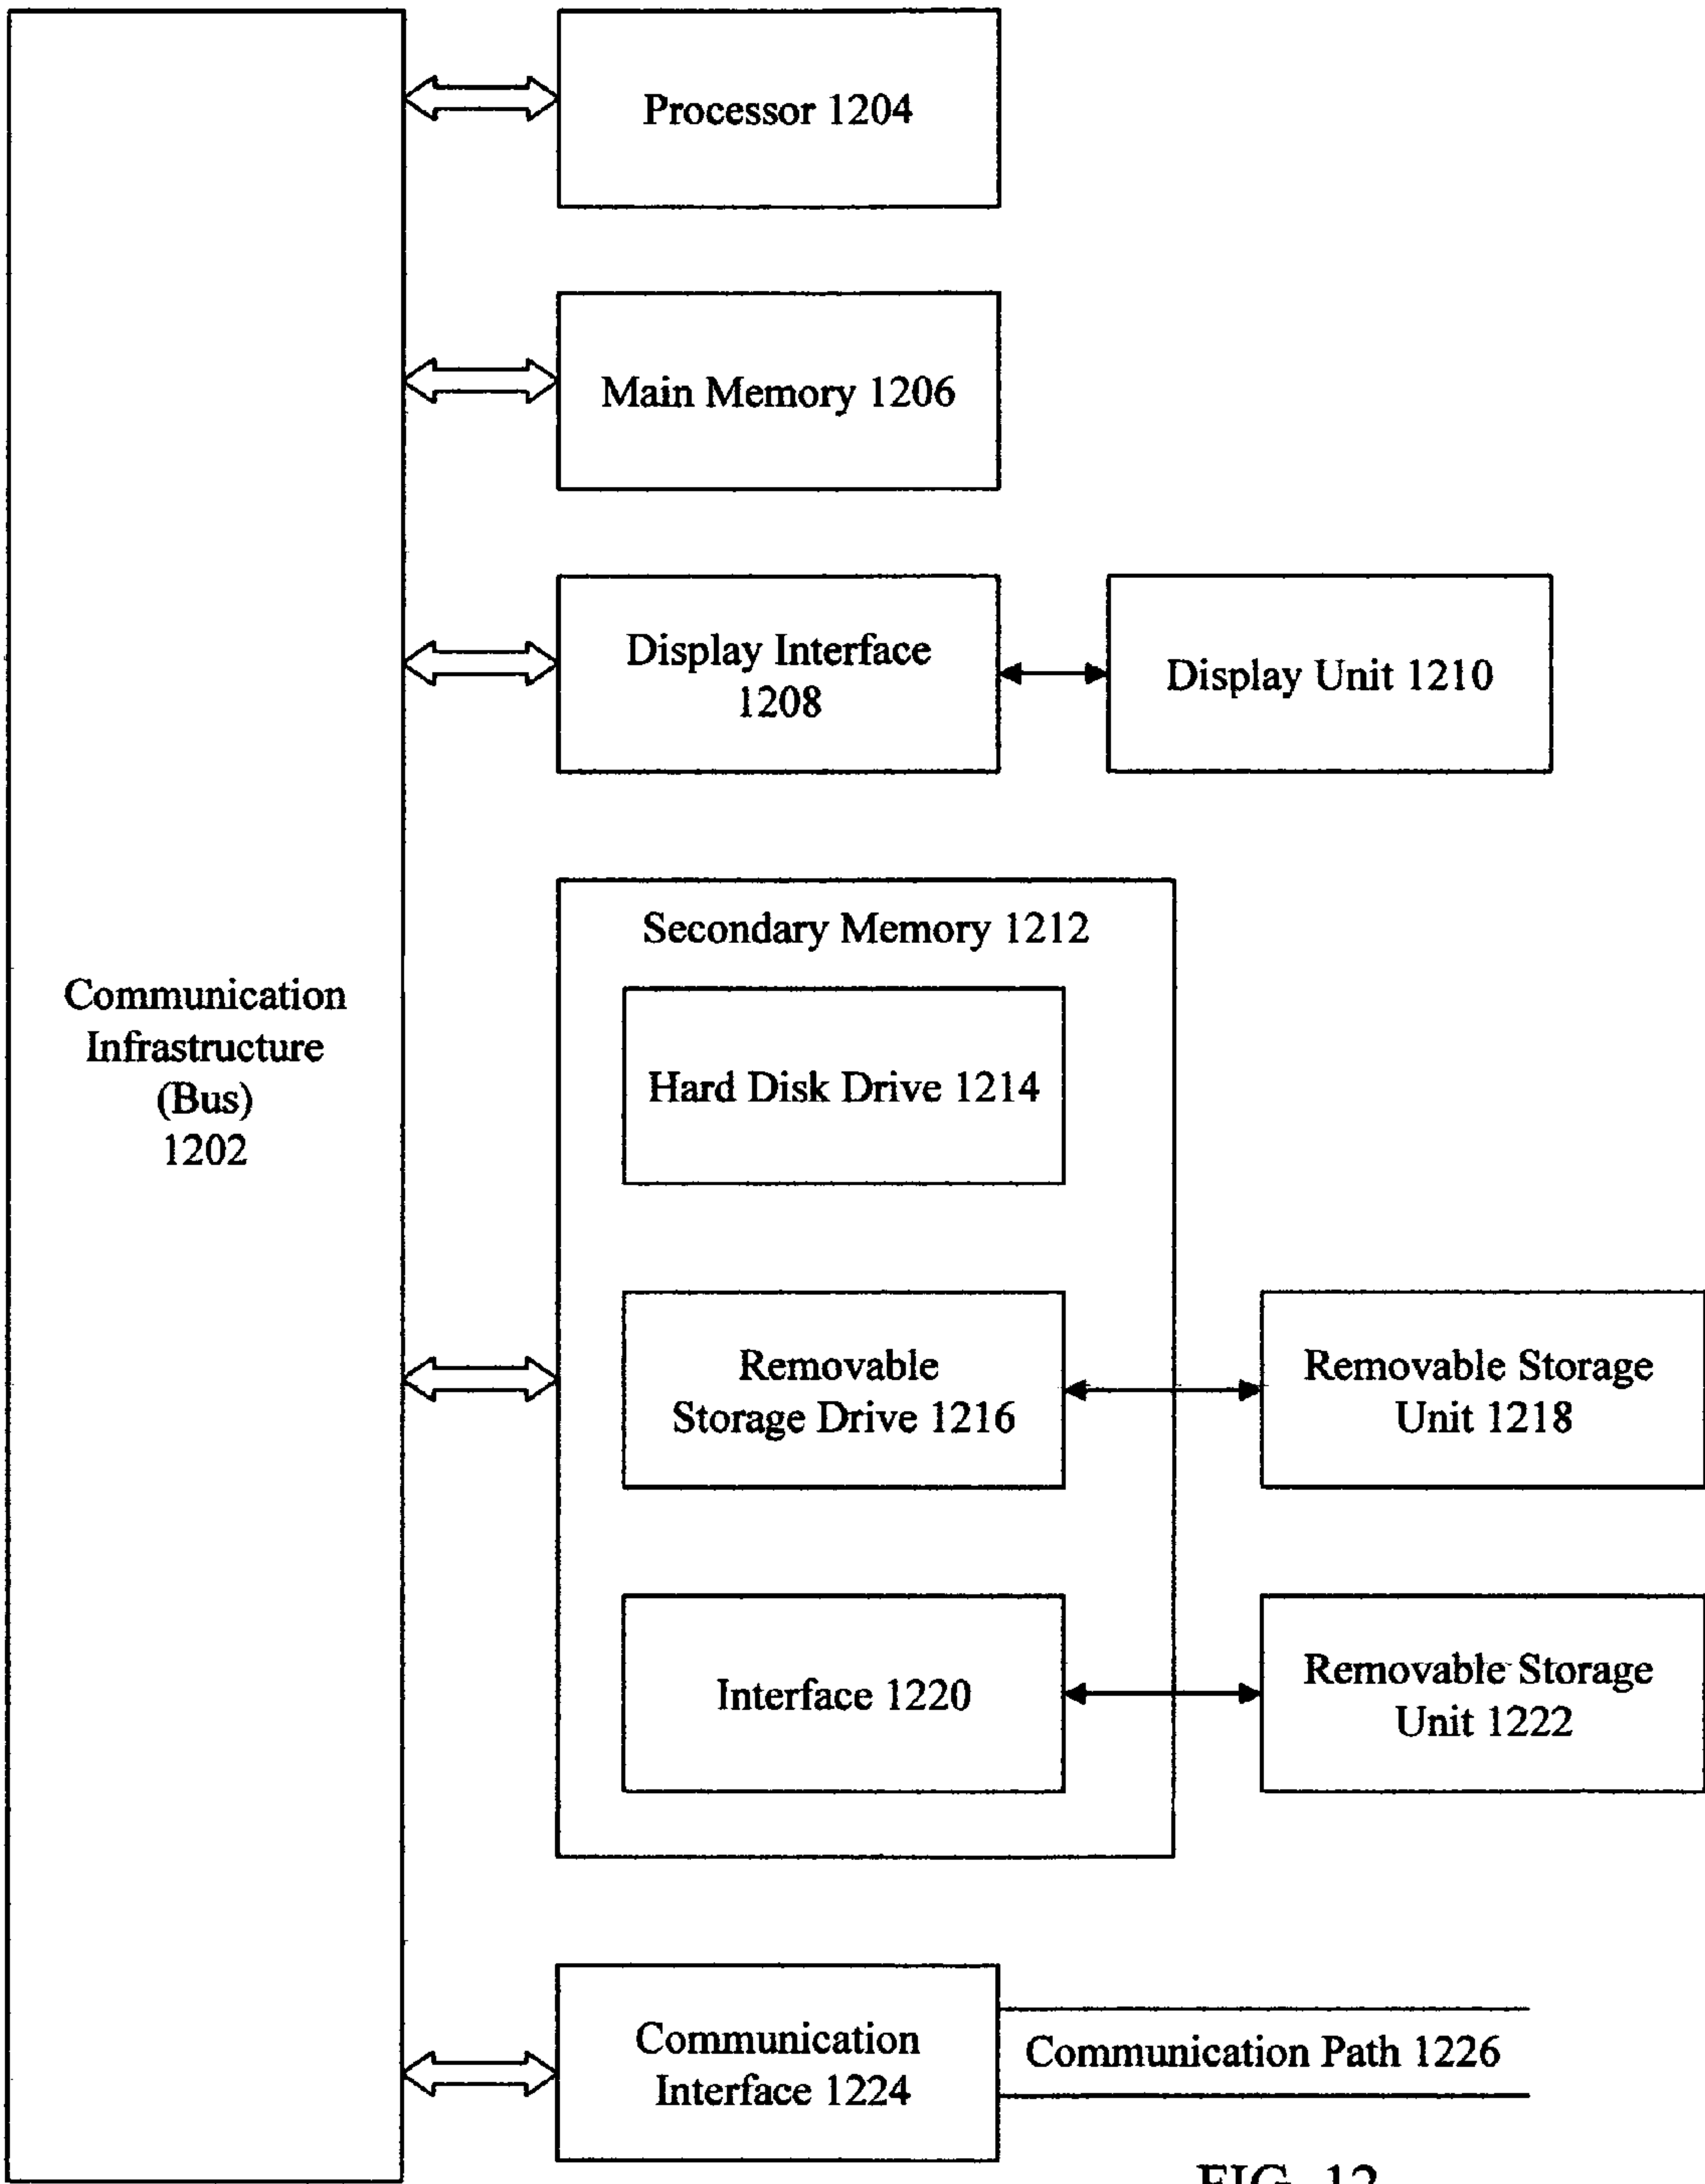 Processor 1204
Main Memory 1206
Display Interface
1208
Display Unit 1210
Secondary Memory 1212
Communication
Infrastructure
(Bus)
1202
Hard Disk Drive 1214
Removable
Storage Drive 1216
Removable Storage
Unit 1218
Interface 1220
Removable Storage
Unit 1222
Communication
Interface 1224
Communication Path 1226
FIG. 12